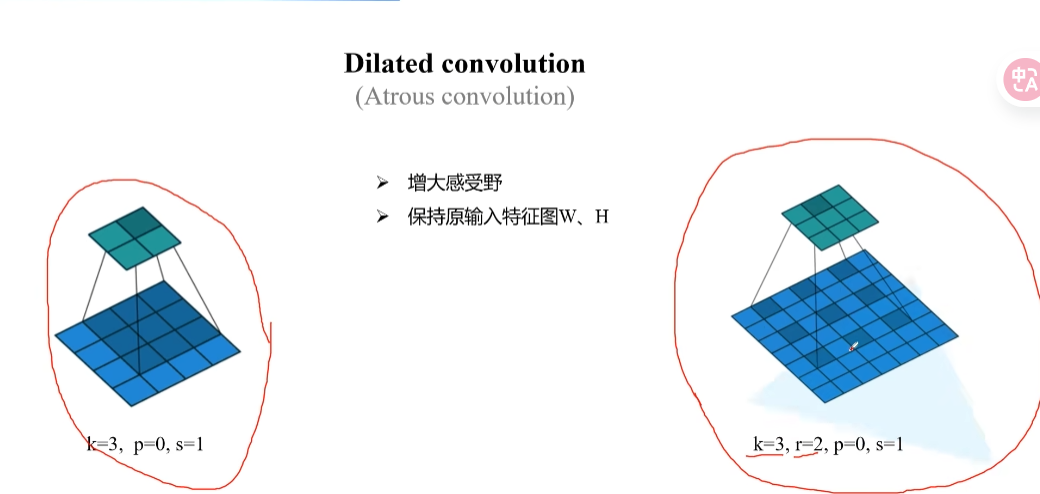 Dilated convolution
(Atrous convolution)
➢ 增大感受野
➢ 保持原输入特征图W、H
k=3, p=0, s=1
k=3, r=2, p=0, s=1
中
A